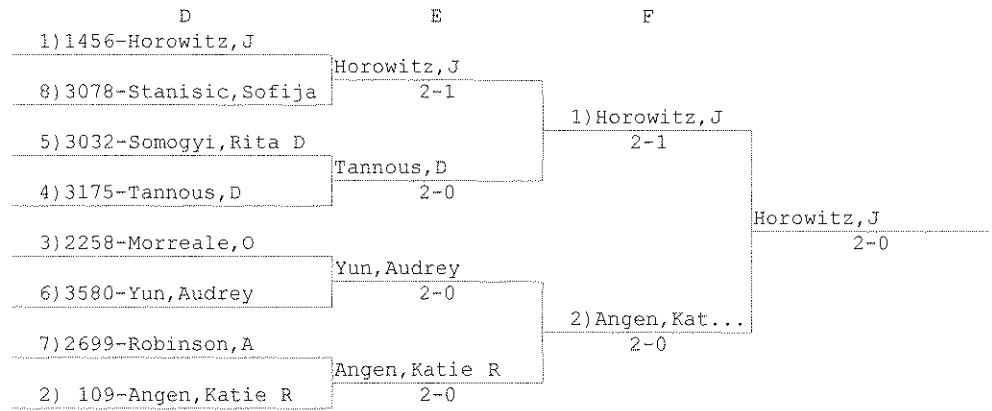 D E F
1)1456-Horowitz,J
Horowitz,J
8)3078-Stanisic,Sofija 2-1
1)Horowitz,J
5)3032-Somogyi,Rita D 2-1
Tannous,D
4)3175-Tannous,D 2-0
Horowitz,J
3)2258-Morreale,O 2-0
Yun,Audrey
6)3580-Yun,Audrey 2-0
2)Angen,Kat...
7)2699-Robinson,A 2-0
Angen,Katie R
2) 109-Angen,Katie R 2-0